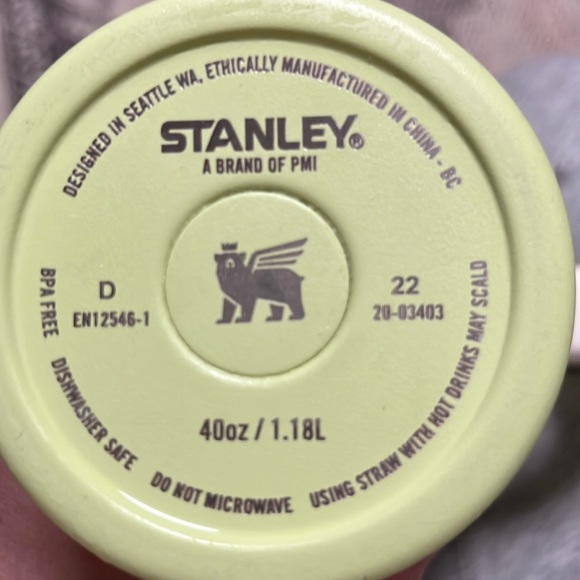 DESIGNED IN SEATTLE WA, ETHICALLY MANUFACTURED IN CHINA - BC
STANLEY®
A BRAND OF PMI
D
EN12546-1
22
20-03403
40oz / 1.18L
BPA FREE DISHWASHER SAFE DO NOT MICROWAVE USING STRAW WITH HOT DRINKS MAY SCALD